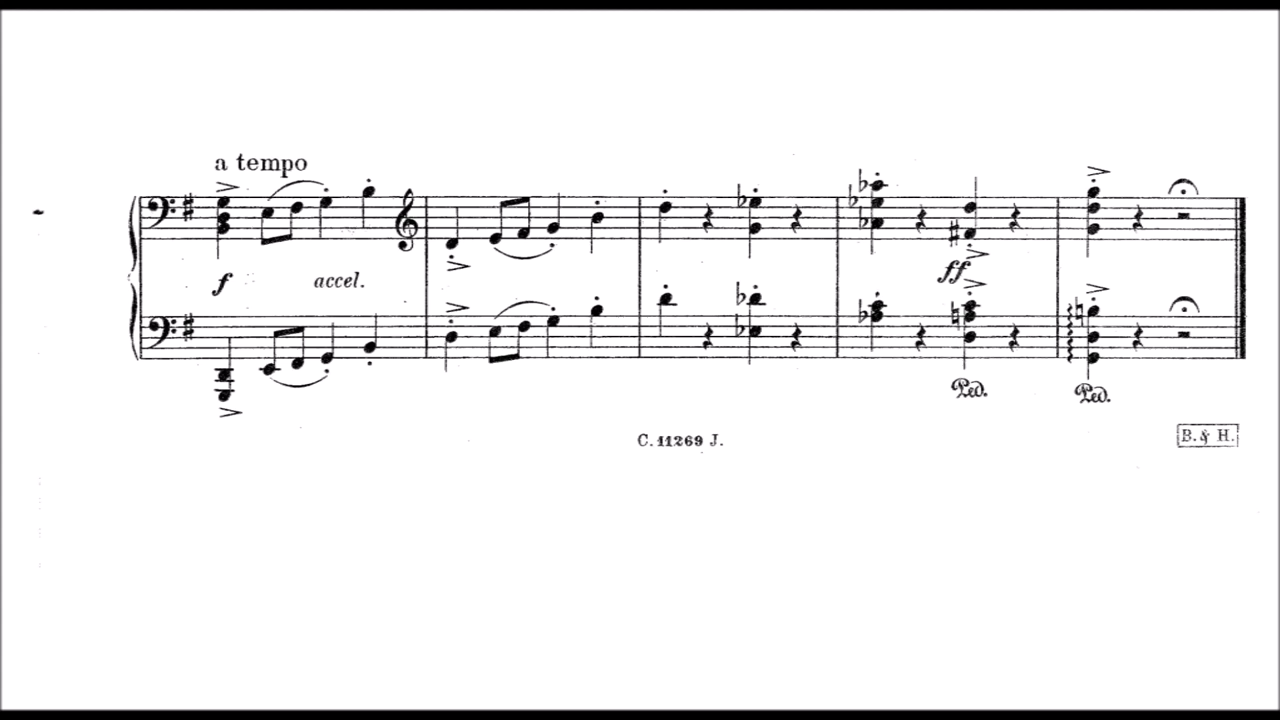 a tempo
f accel.
ff
Ped. Ped.
C. 11269 J.
B. & H.